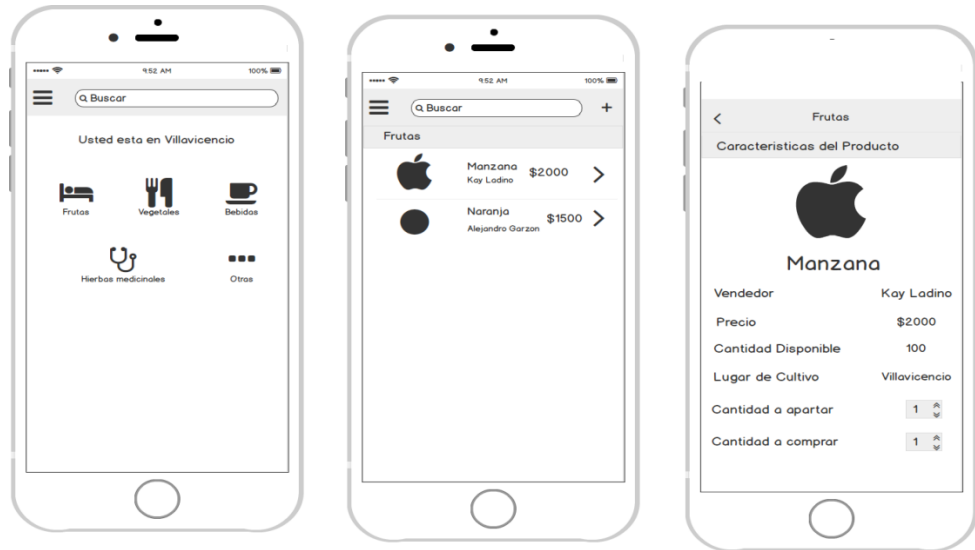 9:52 AM 100%
Buscar
Usted esta en Villavicencio
Frutas Vegetales Bebidas
Hierbas medicinales Otros
9:52 AM 100%
Buscar +
Frutas
Manzana $2000
Kay Ladino
Naranja $1500
Alejandro Garzon
Frutas
Caracteristicas del Producto
Manzana
Vendedor Kay Ladino
Precio $2000
Cantidad Disponible 100
Lugar de Cultivo Villavicencio
Cantidad a apartar 1
Cantidad a comprar 1